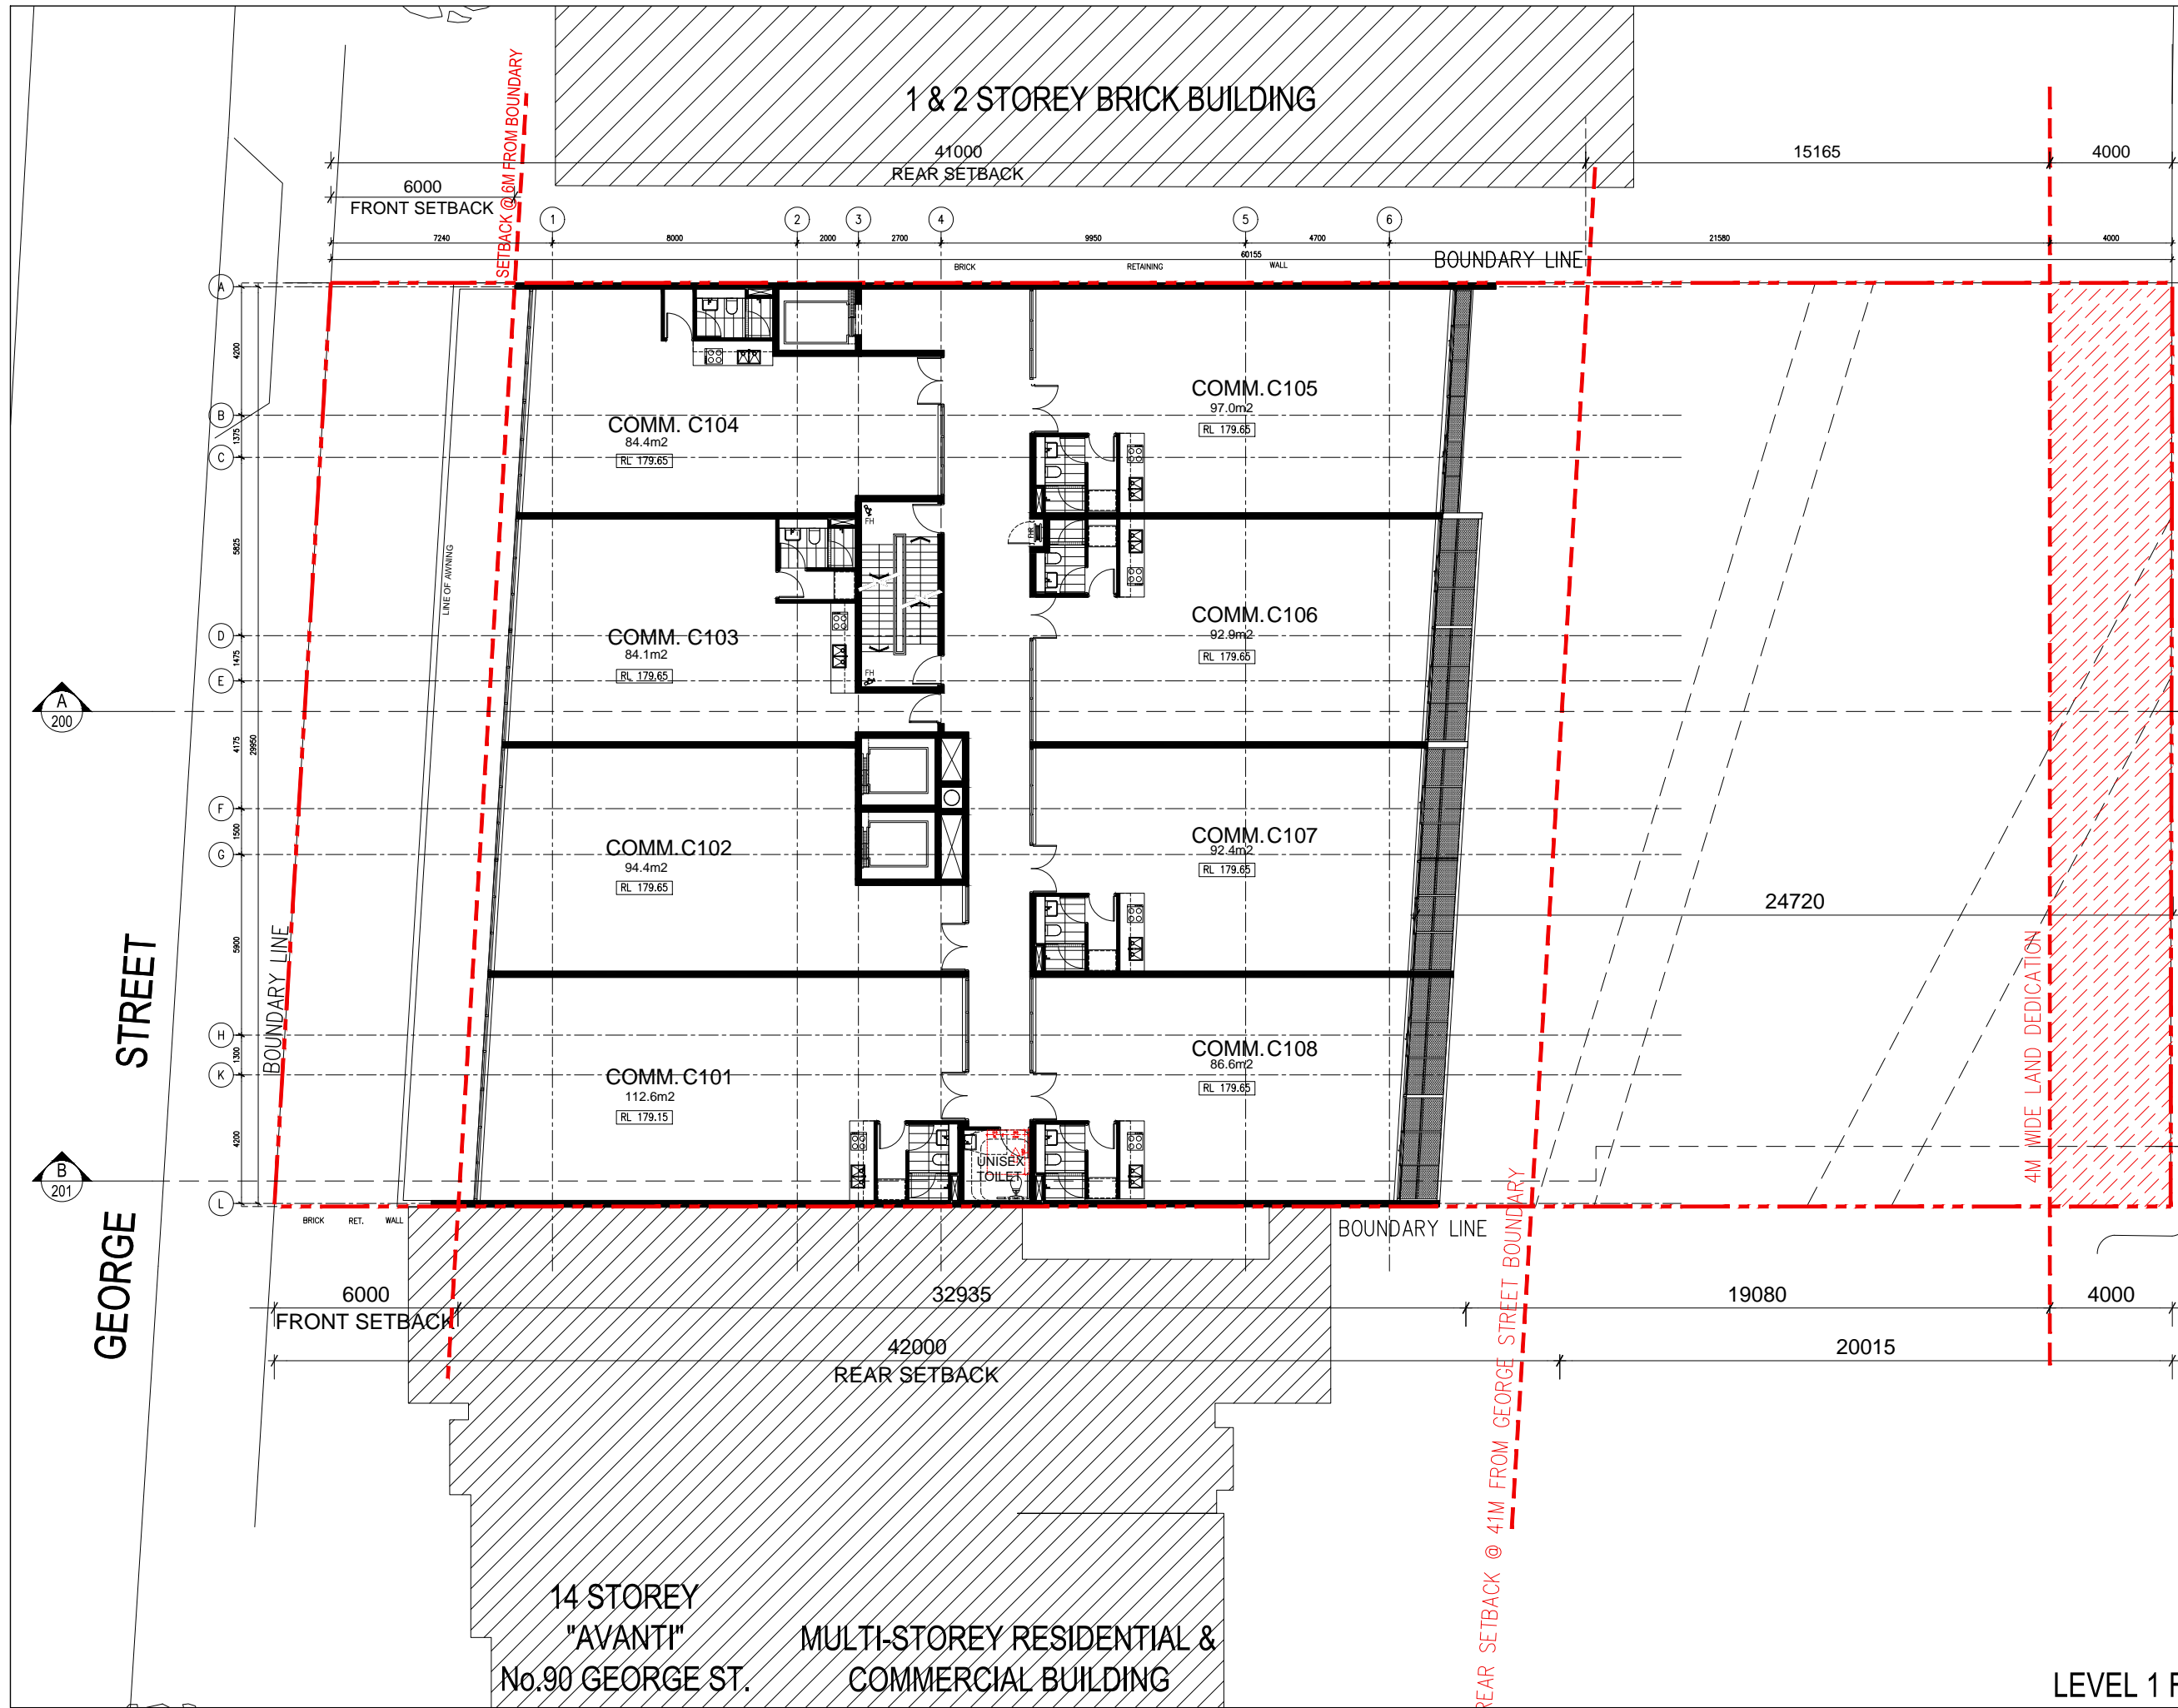 1 & 2 STOREY BRICK BUILDING
SETBACK @6M FROM BOUNDARY
41000
REAR SETBACK
15165
4000
6000
FRONT SETBACK
1
2
3
4
5
6
7240
8000
2000
2700
9950
4700
21580
4000
60155
BRICK
RETAINING
WALL
BOUNDARY LINE
A
B
C
D
E
F
G
H
K
L
4200
1375
5825
1475
4175
29950
1500
5900
1300
4200
LINE OF AWNING
COMM. C104
84.4m2
RL 179.65
COMM.C105
97.0m2
RL 179.65
FH
FHR
COMM. C103
84.1m2
RL 179.65
FH
COMM.C106
92.9m2
RL 179.65
A
200
COMM.C102
94.4m2
RL 179.65
COMM.C107
92.4m2
RL 179.65
24720
COMM.C101
112.6m2
RL 179.15
COMM.C108
86.6m2
RL 179.65
UNISEX
TOILET
B
201
GEORGE STREET
BOUNDARY LINE
4M WIDE LAND DEDICATION
BRICK
RET.
WALL
BOUNDARY LINE
6000
FRONT SETBACK
32935
19080
4000
42000
REAR SETBACK
20015
REAR SETBACK @ 41M FROM GEORGE STREET BOUNDARY
14 STOREY
"AVANTI"
No.90 GEORGE ST.
MULTI-STOREY RESIDENTIAL &
COMMERCIAL BUILDING
LEVEL 1